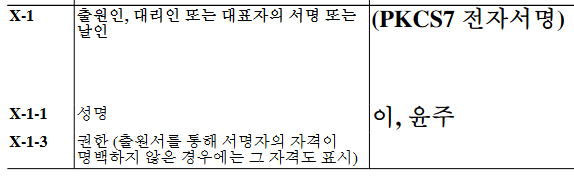 X-1 출원인, 대리인 또는 대표자의 서명 또는 (PKCS7 전자서명)
날인
X-1-1 성명 이, 윤주
X-1-3 권한 (출원서를 통해 서명자의 자격이
명백하지 않은 경우에는 그 자격도 표시)